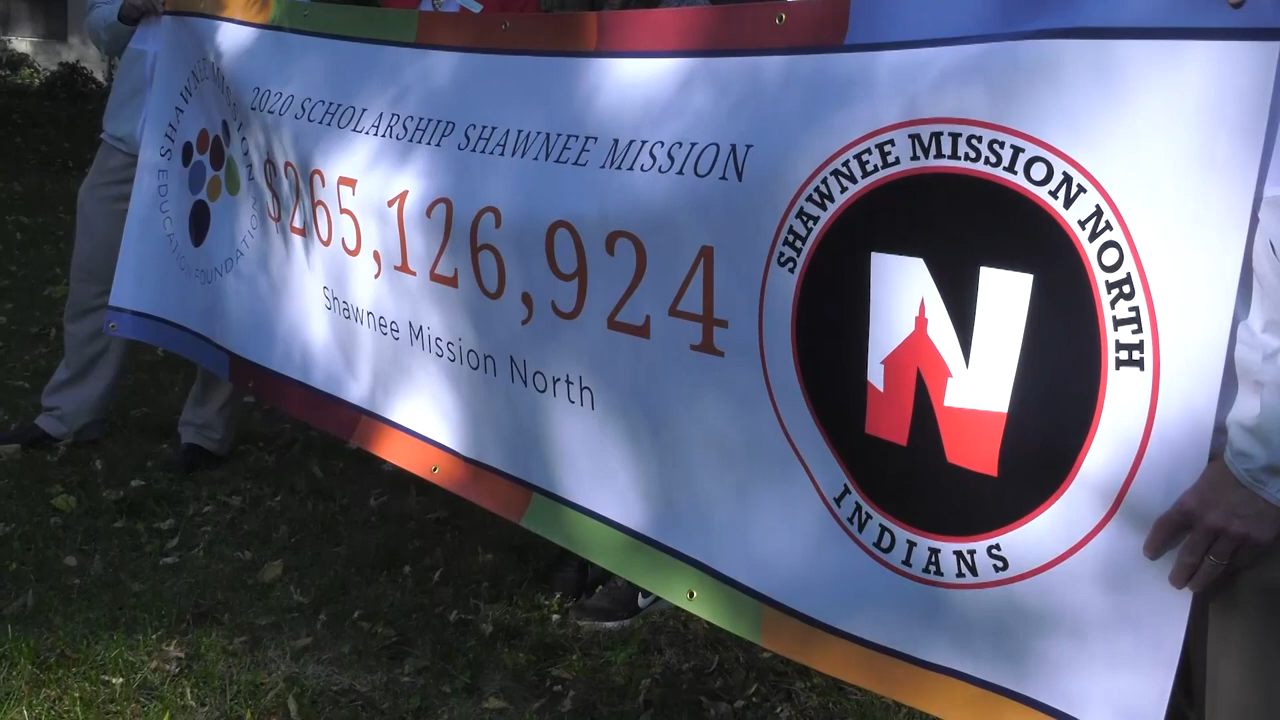 SHAWNEE MISSION
EDUCATION FOUNDATION
2020 SCHOLARSHIP SHAWNEE MISSION
$265,126,924
Shawnee Mission North
SHAWNEE MISSION NORTH
N
INDIANS